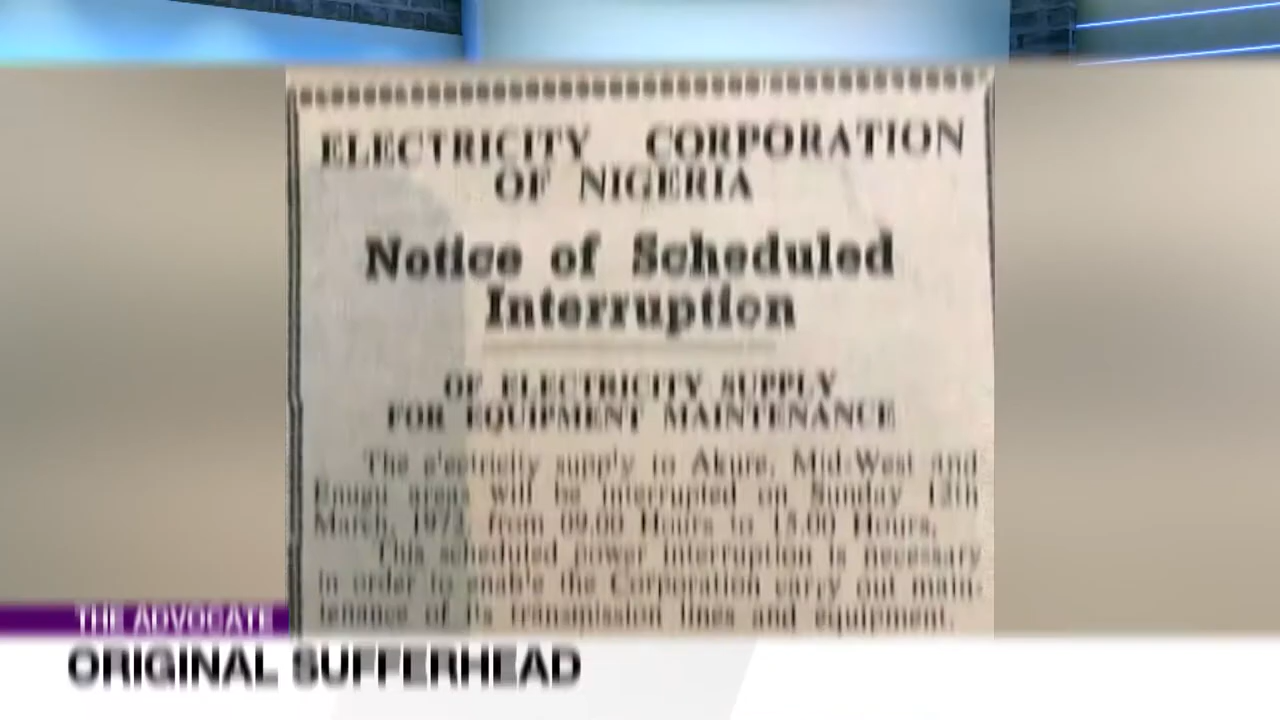 ELECTRICITY CORPORATION
OF NIGERIA
Notice of Scheduled
Interruption
OF ELECTRICITY SUPPLY
FOR EQUIPMENT MAINTENANCE
The electricity supply to Akure, Mid-West and
Enugu areas will be interrupted on Sunday 12th
March, 1972, from 09.00 Hours to 15.00 Hours.
This scheduled power interruption is necessary
in order to enable the Corporation carry out main-
tenance of its transmission lines and equipment.
THE ADVOCATE
ORIGINAL SUFFERHEAD